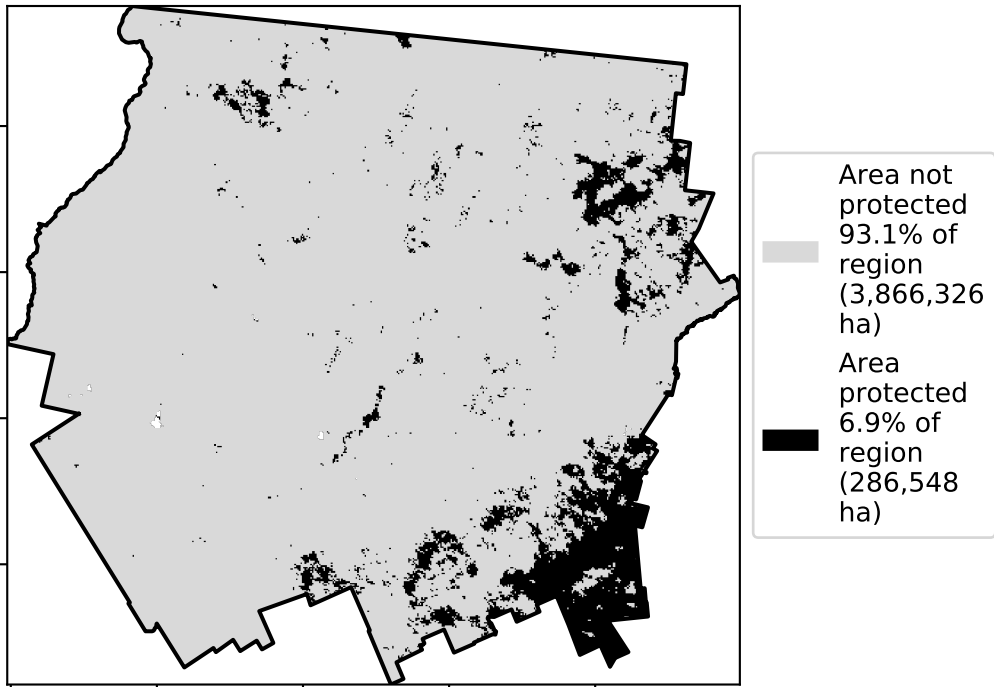 Area not
protected
93.1% of
region
(3,866,326
ha)
Area
protected
6.9% of
region
(286,548
ha)